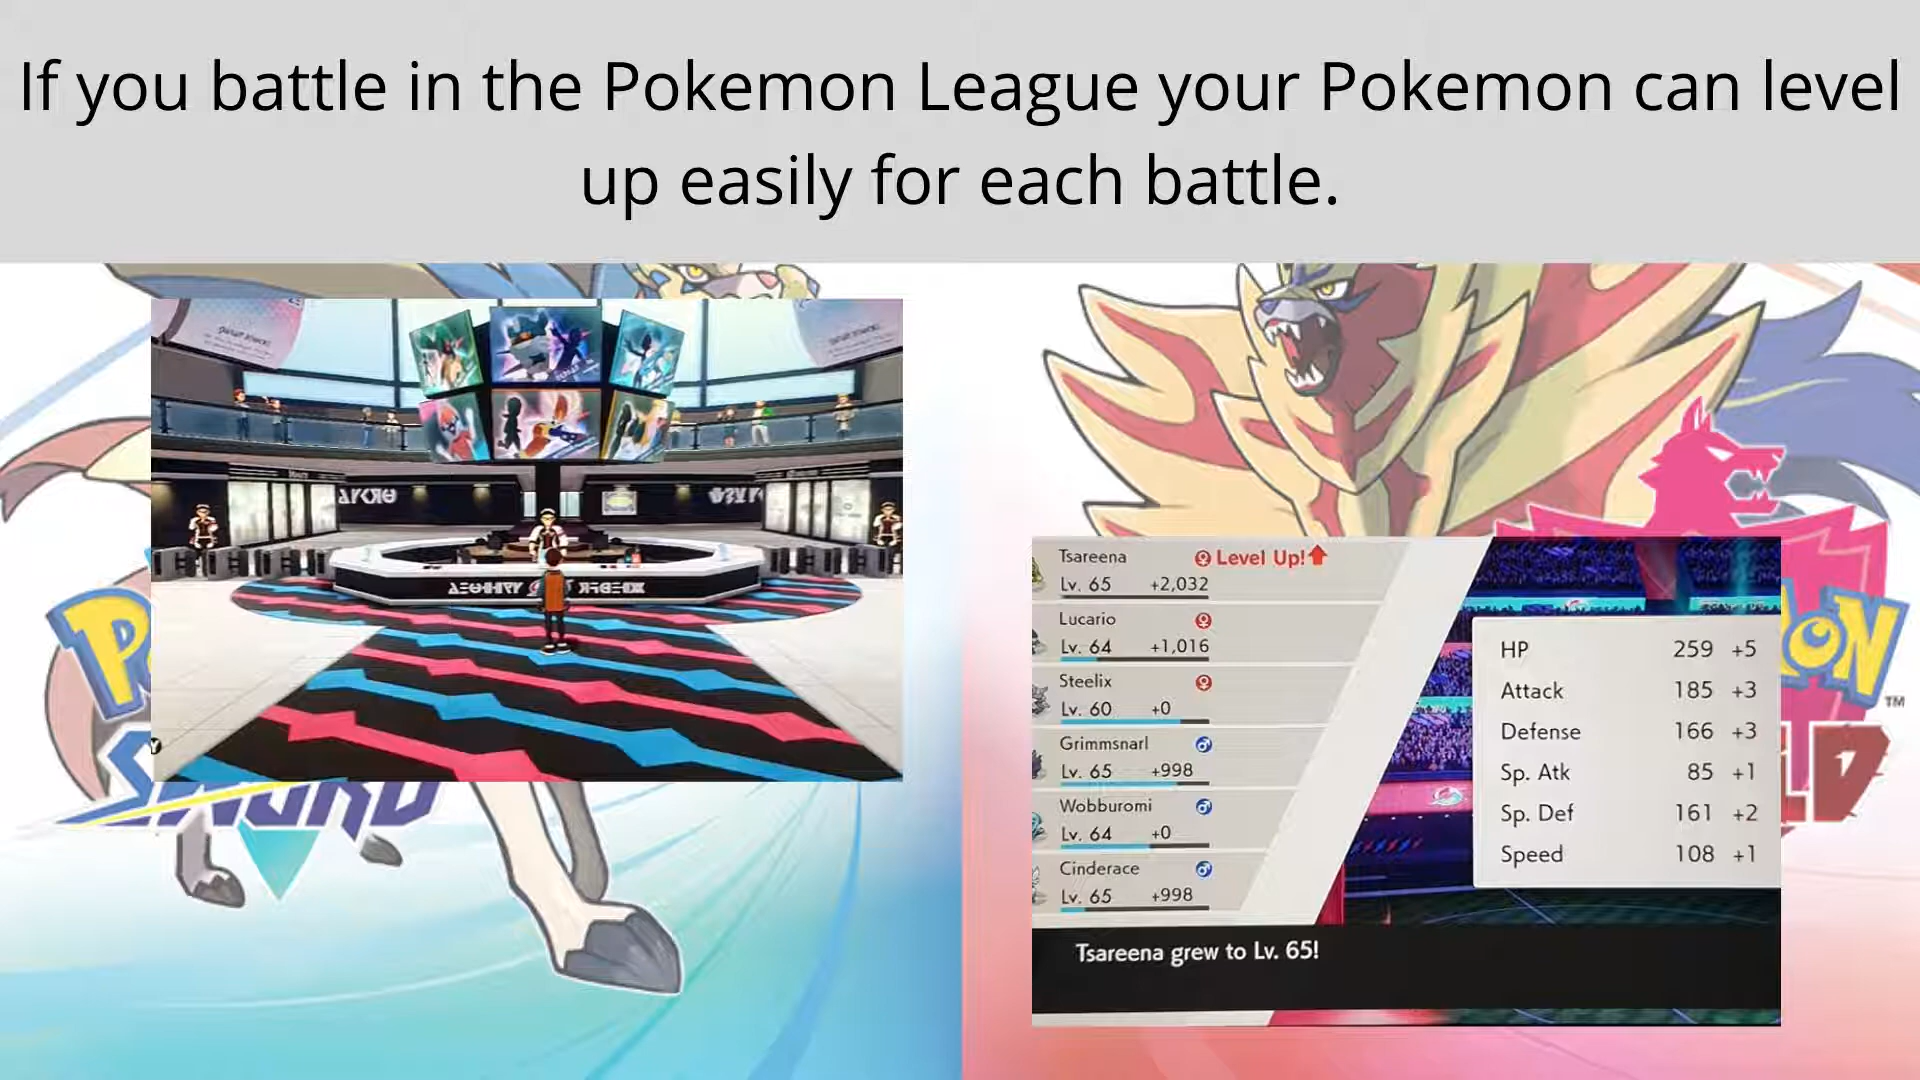 If you battle in the Pokemon League your Pokemon can level
up easily for each battle.
Tsareena Level Up!
Lv. 65 +2,032
Lucario
Lv. 64 +1,016
Steelix
Lv. 60 +0
Grimmsnarl
Lv. 65 +998
Wobburomi
Lv. 64 +0
Cinderace
Lv. 65 +998
HP 259 +5
Attack 185 +3
Defense 166 +3
Sp. Atk 85 +1
Sp. Def 161 +2
Speed 108 +1
Tsareena grew to Lv. 65!
TM